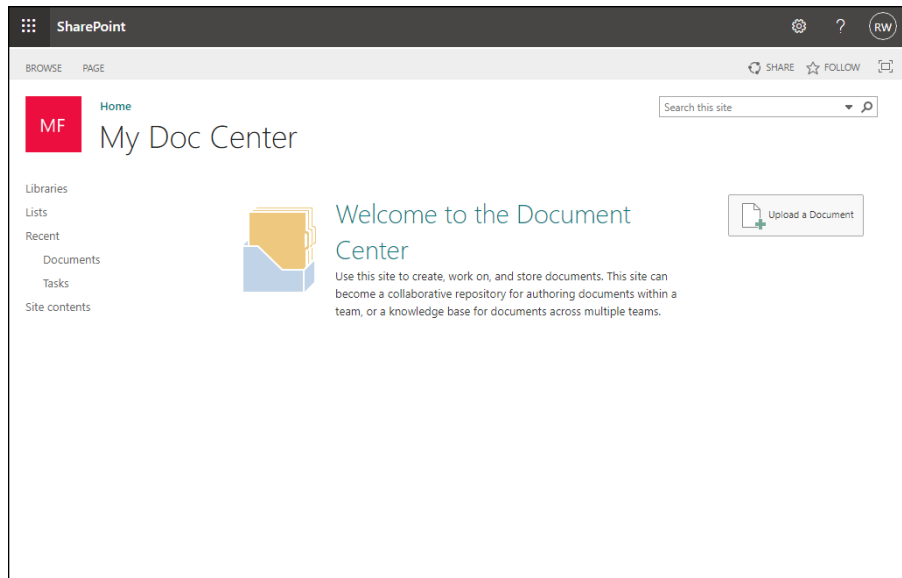 SharePoint
?
RW
BROWSE PAGE
SHARE FOLLOW
MF
Home
My Doc Center
Search this site
Libraries
Lists
Recent
Documents
Tasks
Site contents
Welcome to the Document
Center
Use this site to create, work on, and store documents. This site can
become a collaborative repository for authoring documents within a
team, or a knowledge base for documents across multiple teams.
Upload a Document